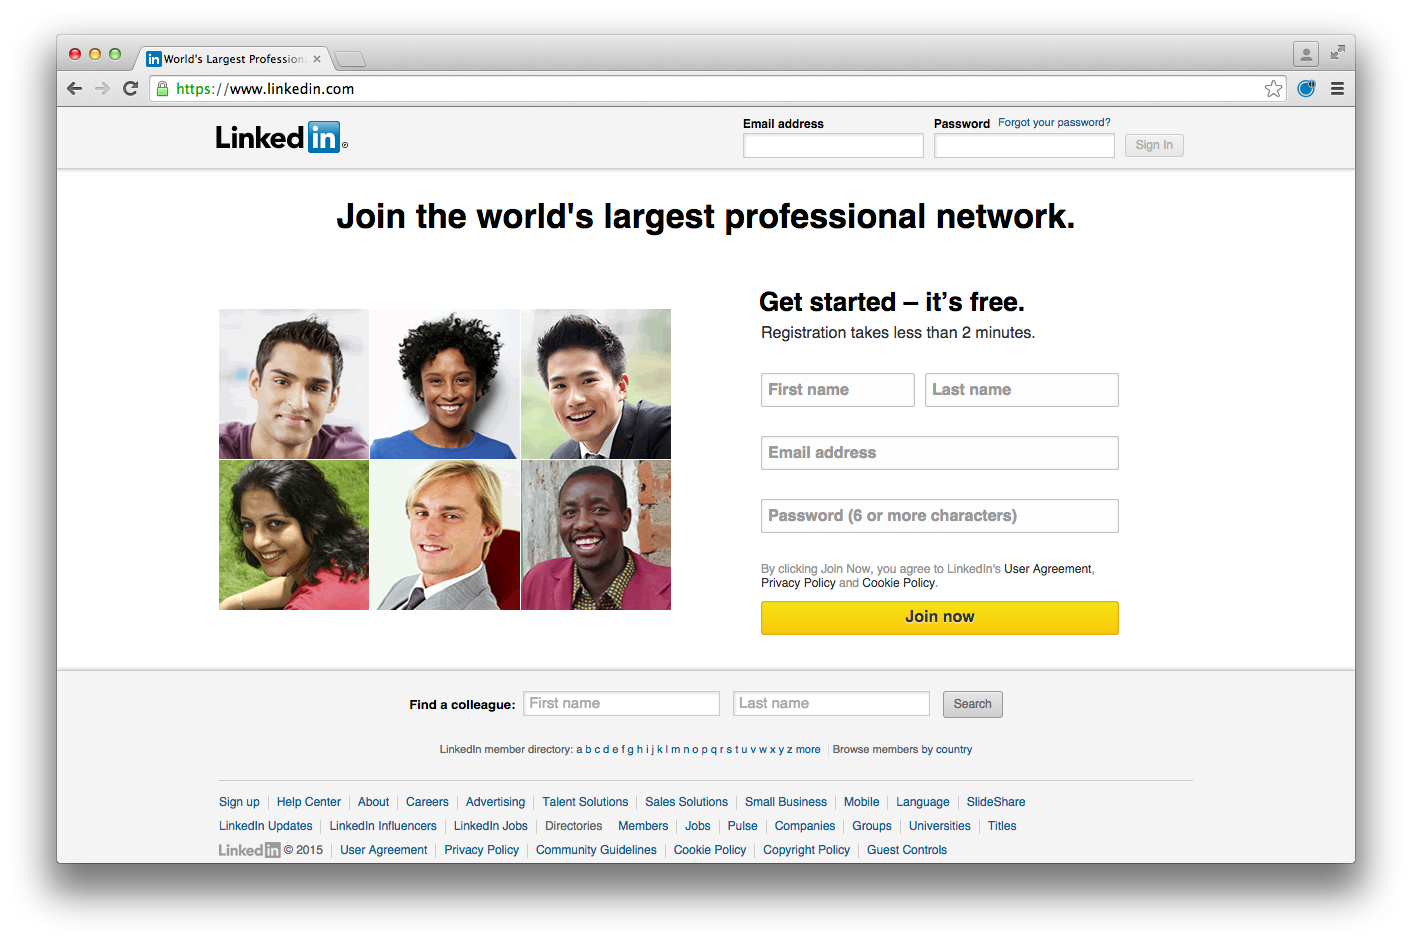 World's Largest Profession
https://www.linkedin.com
Linked in ®
Email address
Password Forgot your password?
Sign In
Join the world's largest professional network.
Get started – it’s free.
Registration takes less than 2 minutes.
First name
Last name
Email address
Password (6 or more characters)
By clicking Join Now, you agree to LinkedIn's User Agreement,
Privacy Policy and Cookie Policy.
Join now
Find a colleague: First name Last name Search
LinkedIn member directory: a b c d e f g h i j k l m n o p q r s t u v w x y z more Browse members by country
Sign up Help Center About Careers Advertising Talent Solutions Sales Solutions Small Business Mobile Language SlideShare
LinkedIn Updates LinkedIn Influencers LinkedIn Jobs Directories Members Jobs Pulse Companies Groups Universities Titles
Linked in © 2015 User Agreement Privacy Policy Community Guidelines Cookie Policy Copyright Policy Guest Controls